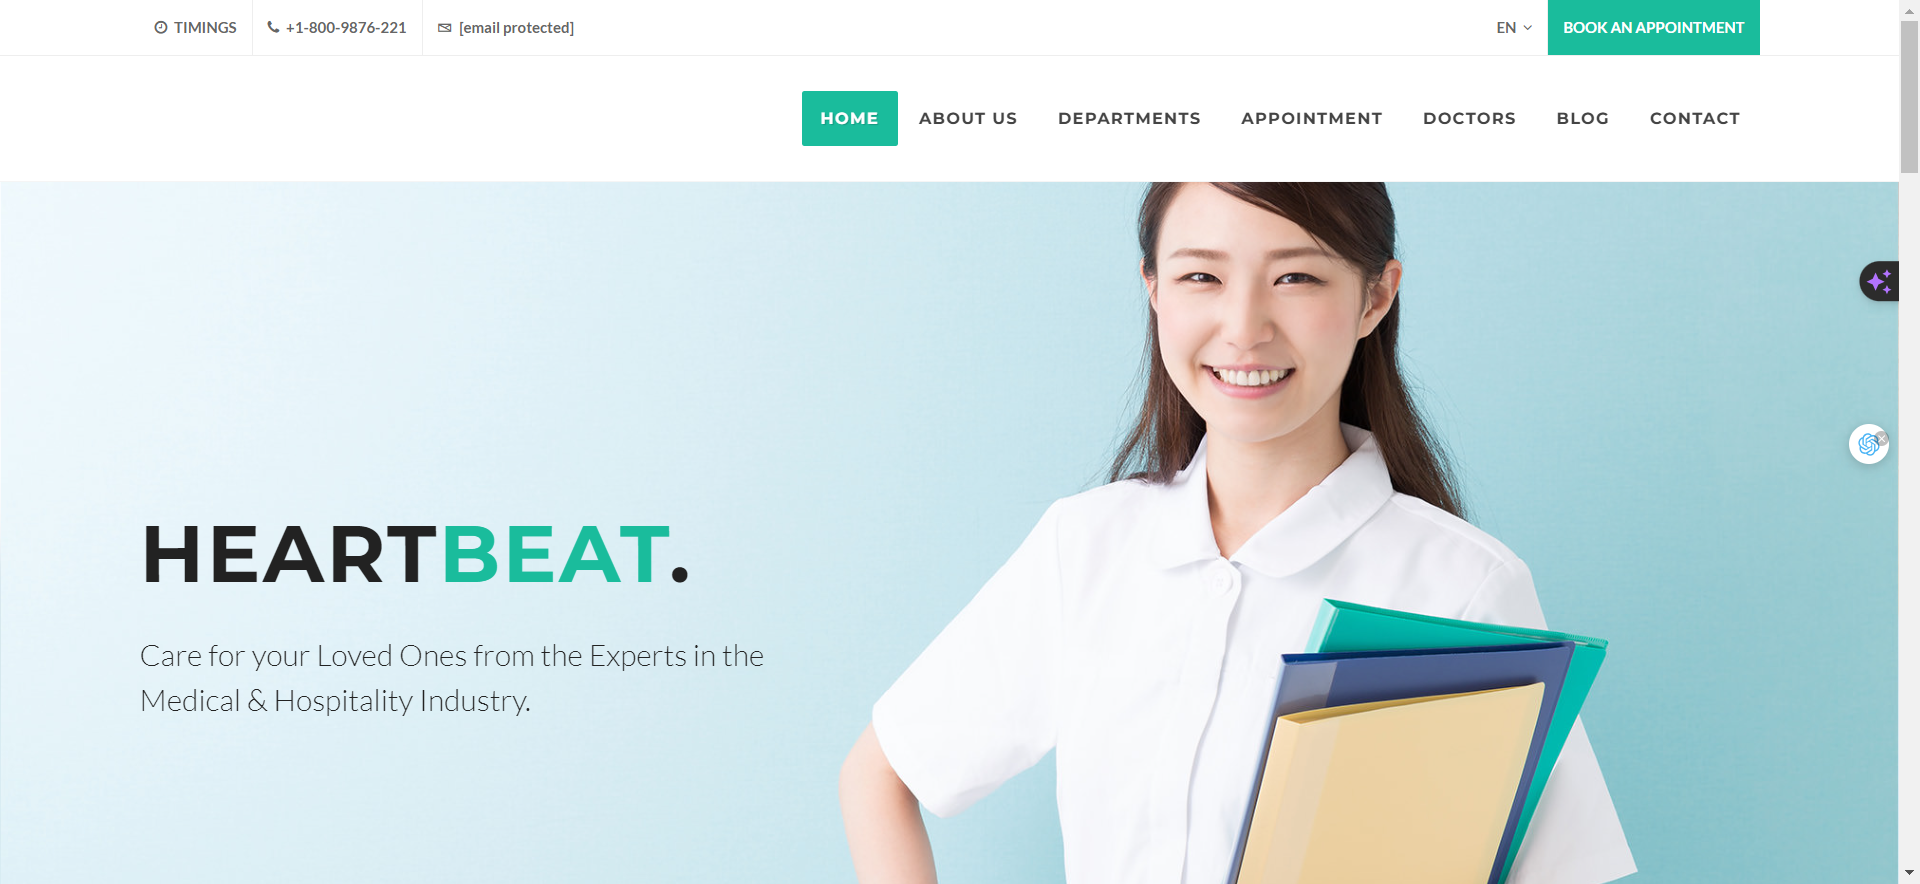 TIMINGS
+1-800-9876-221
[email protected]
EN
BOOK AN APPOINTMENT
HOME
ABOUT US
DEPARTMENTS
APPOINTMENT
DOCTORS
BLOG
CONTACT
HEARTBEAT.
Care for your Loved Ones from the Experts in the
Medical & Hospitality Industry.